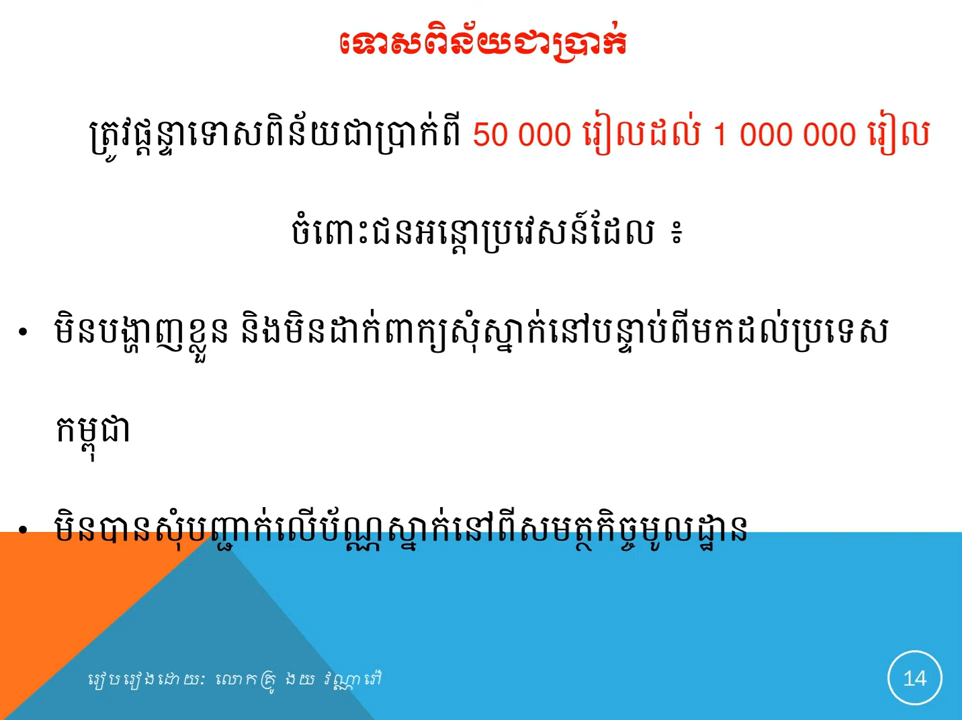 ទោសពិន័យជាប្រាក់
ត្រូវផ្តន្ទាទោសពិន័យជាប្រាក់ពី 50 000 រៀលដល់ 1 000 000 រៀល
ចំពោះជនអន្តោប្រវេសន៍ដែល ៖
• មិនបង្ហាញខ្លួន និងមិនដាក់ពាក្យសុំស្នាក់នៅបន្ទាប់ពីមកដល់ប្រទេស
កម្ពុជា
• មិនបានសុំបញ្ជាក់លើប័ណ្ណស្នាក់នៅពីសមត្ថកិច្ចមូលដ្ឋាន
រៀបរៀងដោយ: លោកគ្រូ ងយ វណ្ណារ៉ៅ
14